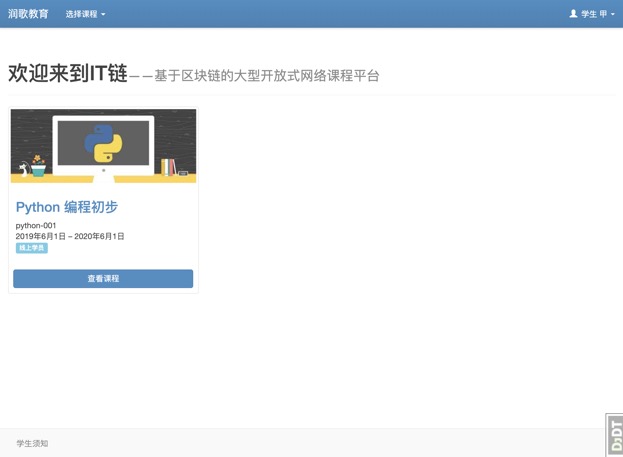 润歌教育 选择课程 学生 甲
欢迎来到IT链——基于区块链的大型开放式网络课程平台
Python 编程初步
python-001
2019年6月1日 – 2020年6月1日
线上学员
查看课程
学生须知
DjDT